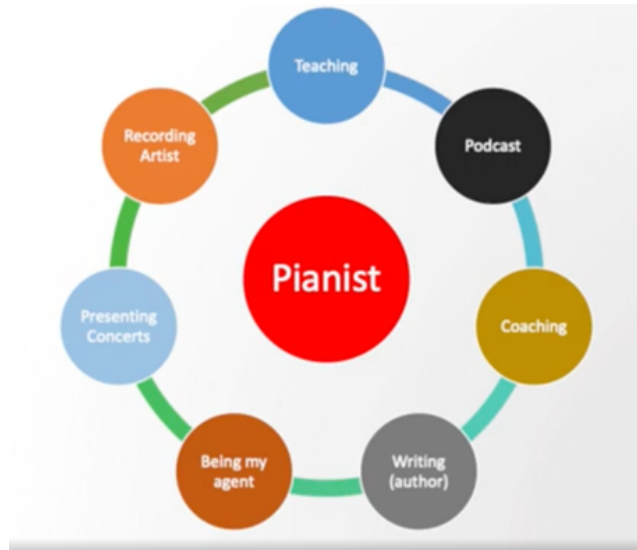 Teaching
Podcast
Coaching
Writing
(author)
Being my
agent
Presenting
Concerts
Recording
Artist
Pianist